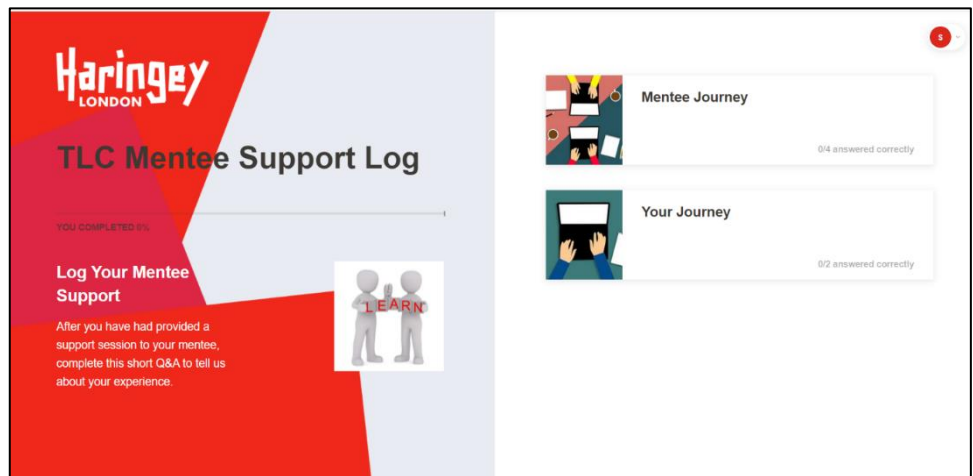 Haringey
LONDON
TLC Mentee Support Log
YOU COMPLETED 0%
Log Your Mentee
Support
After you have had provided a
support session to your mentee,
complete this short Q&A to tell us
about your experience.
LEARN
S
Mentee Journey
0/4 answered correctly
Your Journey
0/2 answered correctly